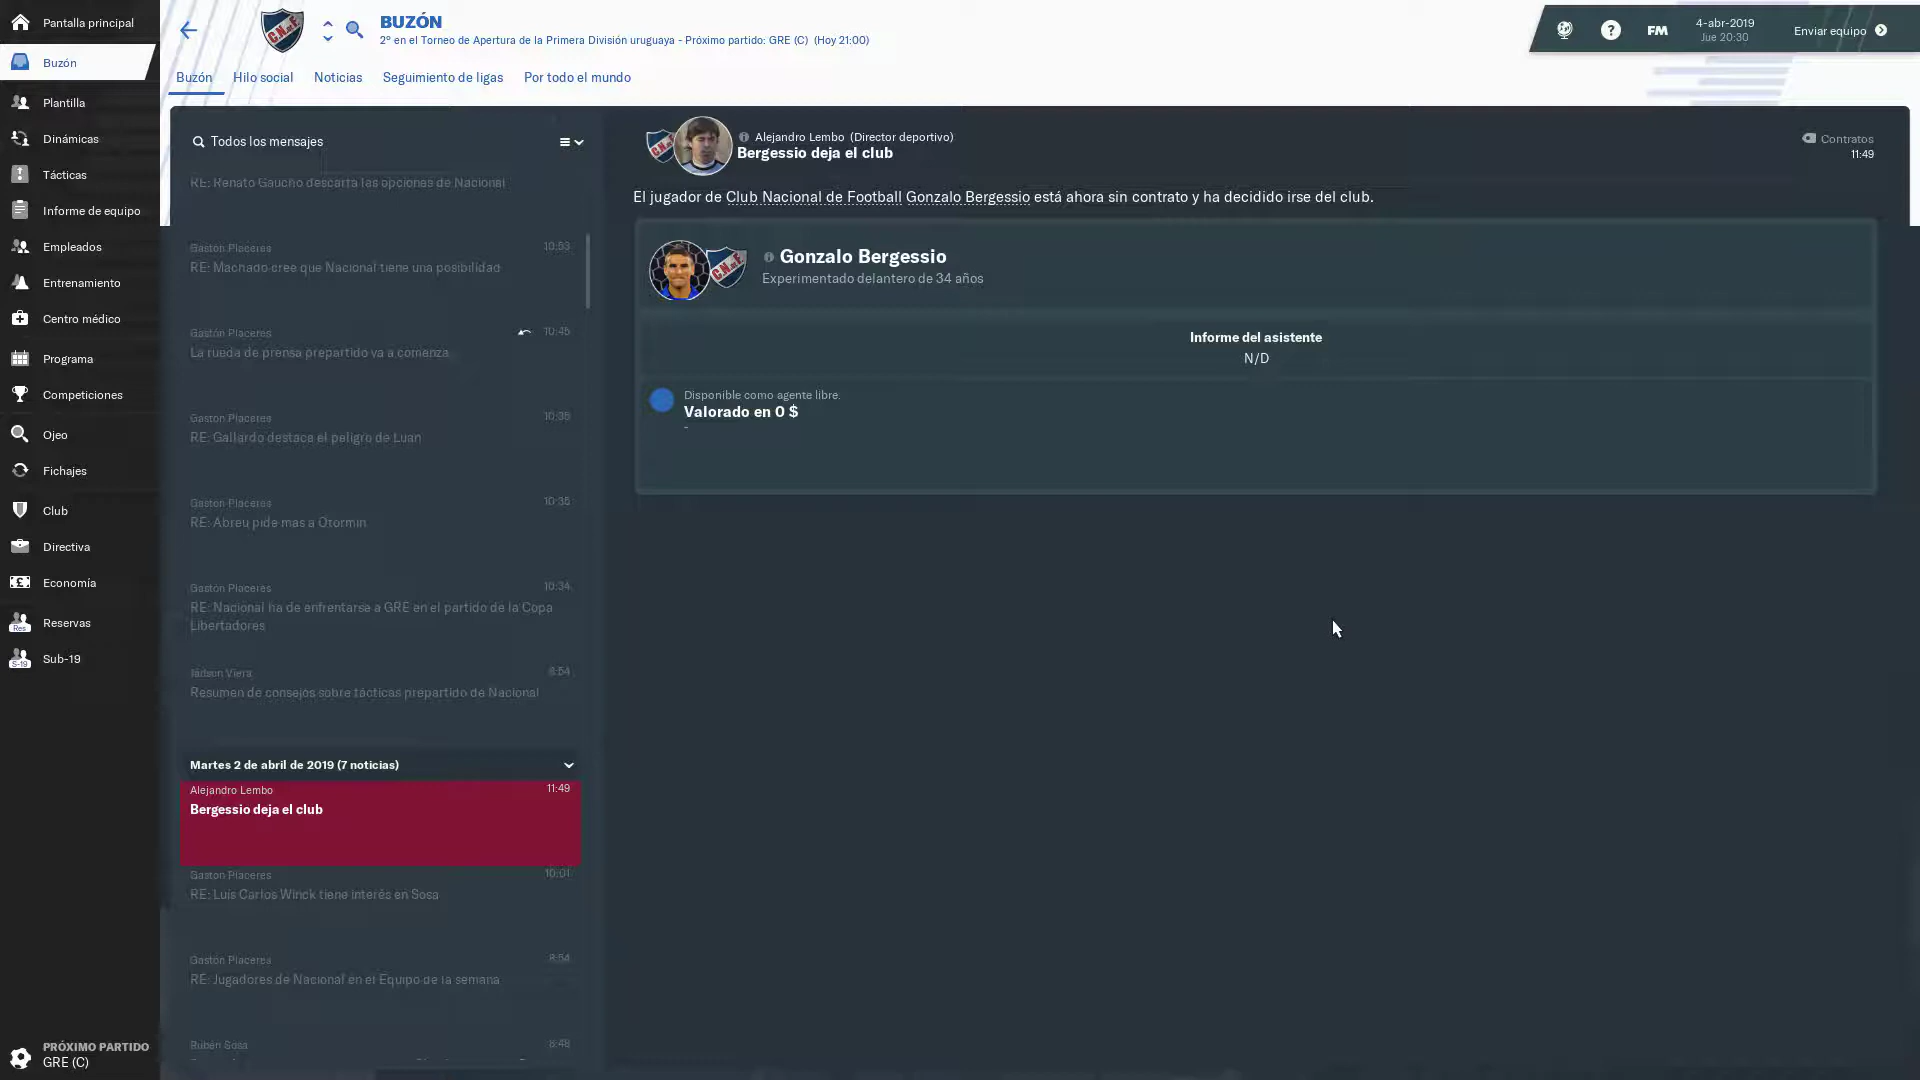 Pantalla principal
Buzón
Plantilla
Dinámicas
Tácticas
Informe de equipo
Empleados
Entrenamiento
Centro médico
Programa
Competiciones
Ojeo
Fichajes
Club
Directiva
Economía
Res
Reservas
S-19
Sub-19
PRÓXIMO PARTIDO
GRE (C)
BUZÓN
2º en el Torneo de Apertura de la Primera División uruguaya - Próximo partido: GRE (C) (Hoy 21:00)
FM
4-abr-2019
Jue 20:30
Enviar equipo
Buzón
Hilo social
Noticias
Seguimiento de ligas
Por todo el mundo
Todos los mensajes
RE: Renato Gaúcho descarta las opciones de Nacional
Gastón Placeres 10:53
RE: Machado cree que Nacional tiene una posibilidad
Gastón Placeres 10:45
La rueda de prensa prepartido va a comenzar
Gastón Placeres 10:35
RE: Gallardo destaca el peligro de Luan
Gastón Placeres 10:35
RE: Abreu pide más a Otormín
Gastón Placeres 10:34
RE: Nacional ha de enfrentarse a GRE en el partido de la Copa
Libertadores
Jádson Viera 8:54
Resumen de consejos sobre tácticas prepartido de Nacional
Martes 2 de abril de 2019 (7 noticias)
Alejandro Lembo 11:49
Bergessio deja el club
Gastón Placeres 10:01
RE: Luis Carlos Winck tiene interés en Sosa
Gastón Placeres 8:54
RE: Jugadores de Nacional en el Equipo de la semana
Rubén Sosa 8:48
Alejandro Lembo (Director deportivo)
Bergessio deja el club
Contratos
11:49
El jugador de Club Nacional de Football Gonzalo Bergessio está ahora sin contrato y ha decidido irse del club.
Gonzalo Bergessio
Experimentado delantero de 34 años
Informe del asistente
N/D
Disponible como agente libre.
Valorado en 0 $
-